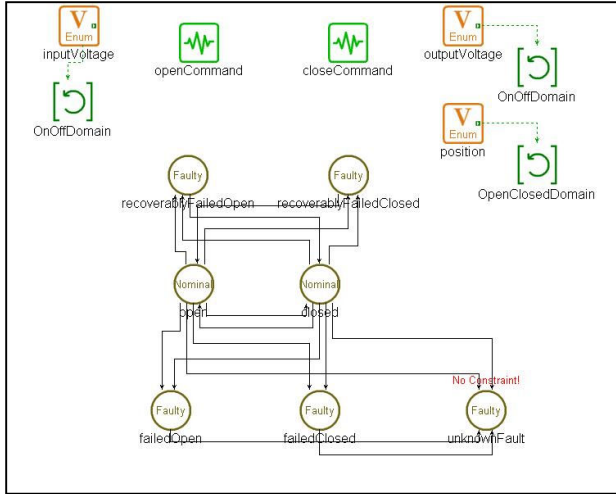 V
Enum
inputVoltage
openCommand
closeCommand
V
Enum
outputVoltage
OnOffDomain
OnOffDomain
V
Enum
position
OpenClosedDomain
Faulty
recoverablyFailedOpen
Faulty
recoverablyFailedClosed
Nominal
open
Nominal
closed
No Constraint!
Faulty
failedOpen
Faulty
failedClosed
Faulty
unknownFault